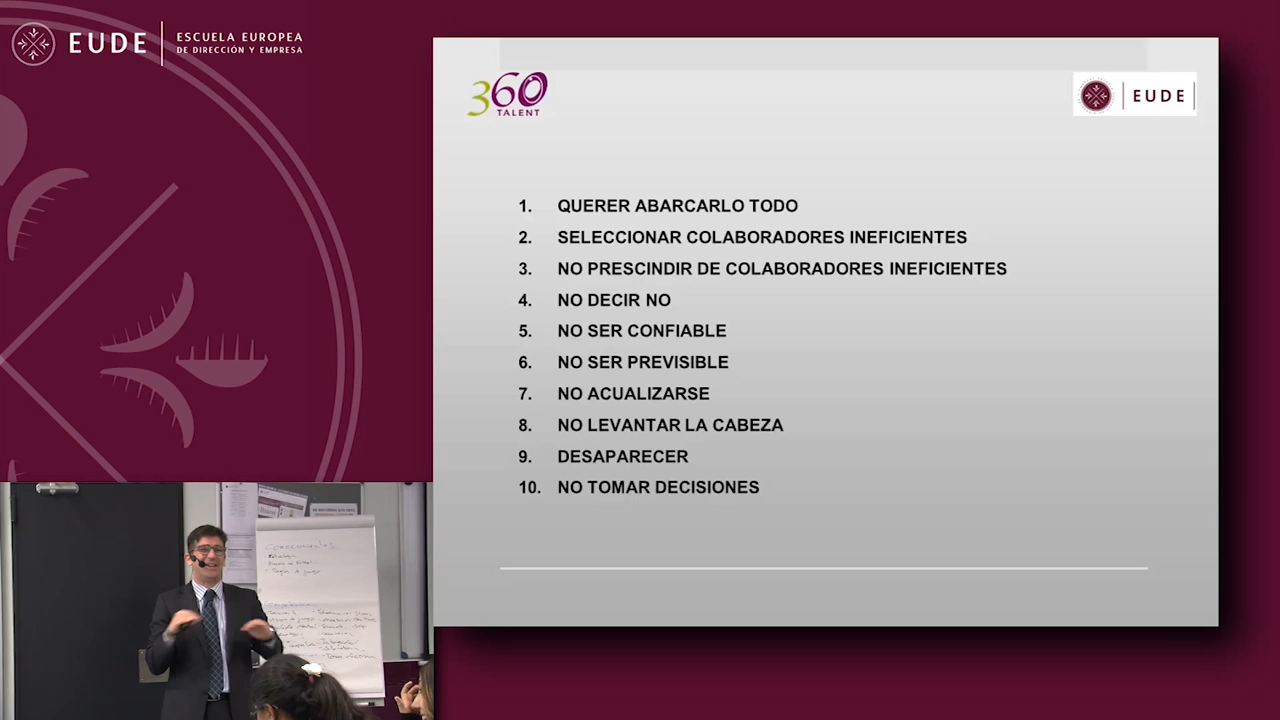 EUDE
ESCUELA EUROPEA
DE DIRECCIÓN Y EMPRESA
360
TALENT
EUDE
1. QUERER ABARCARLO TODO
2. SELECCIONAR COLABORADORES INEFICIENTES
3. NO PRESCINDIR DE COLABORADORES INEFICIENTES
4. NO DECIR NO
5. NO SER CONFIABLE
6. NO SER PREVISIBLE
7. NO ACUALIZARSE
8. NO LEVANTAR LA CABEZA
9. DESAPARECER
10. NO TOMAR DECISIONES